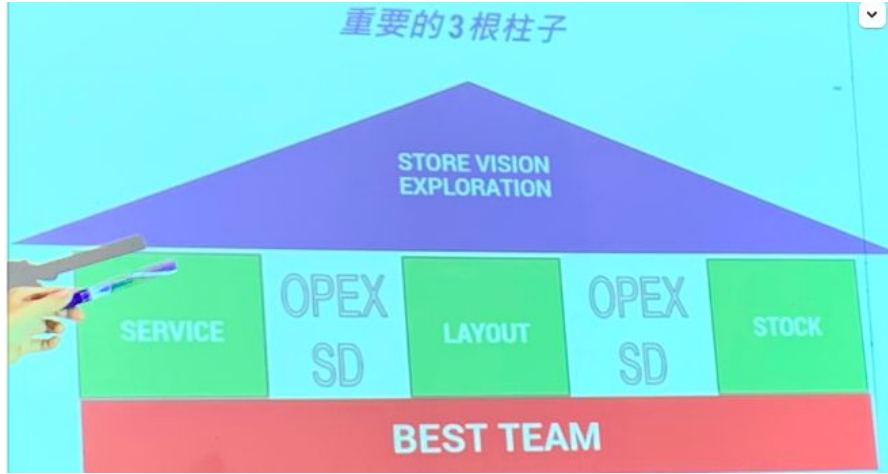 重要的3根柱子
STORE VISION
EXPLORATION
SERVICE
OPEX
SD
LAYOUT
OPEX
SD
STOCK
BEST TEAM